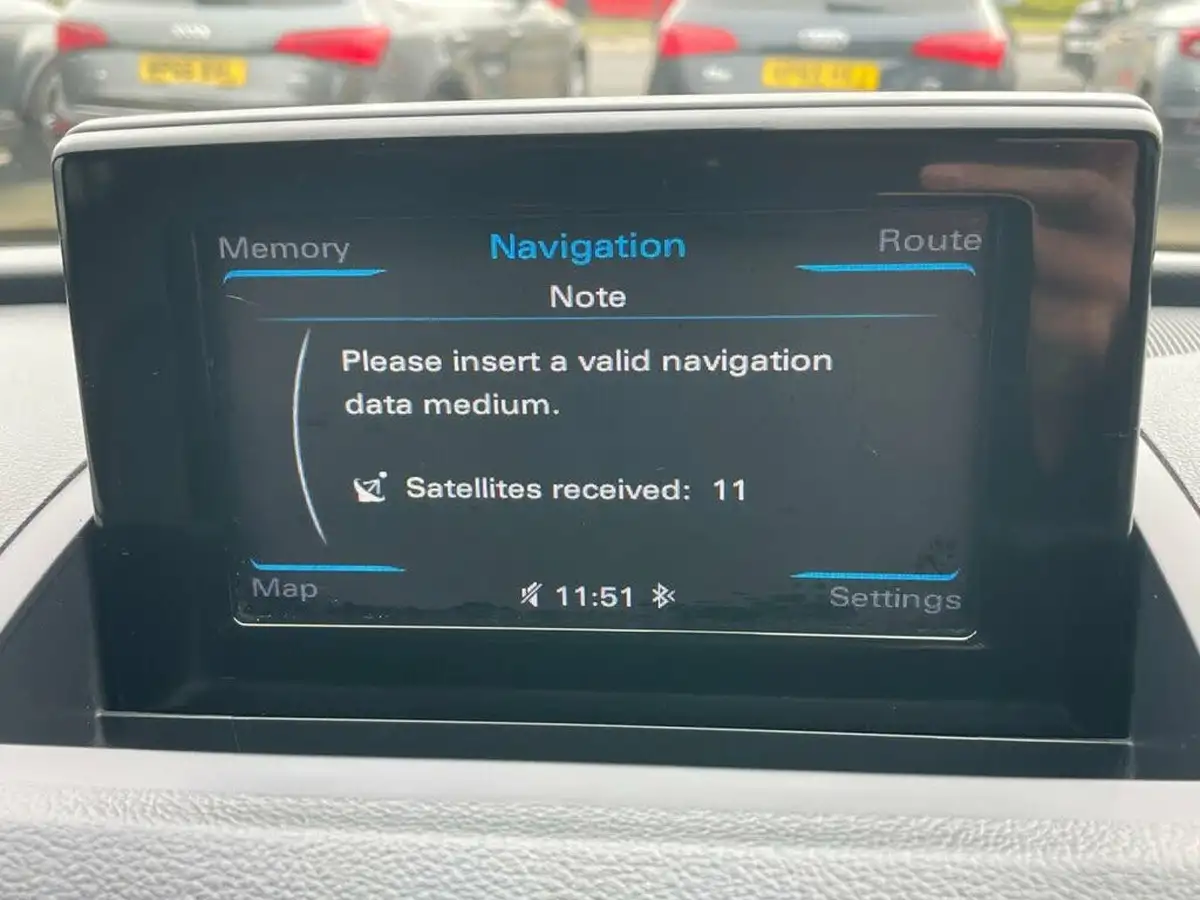 Memory Navigation Route
Note
Please insert a valid navigation
data medium.
Satellites received: 11
Map 11:51 Settings